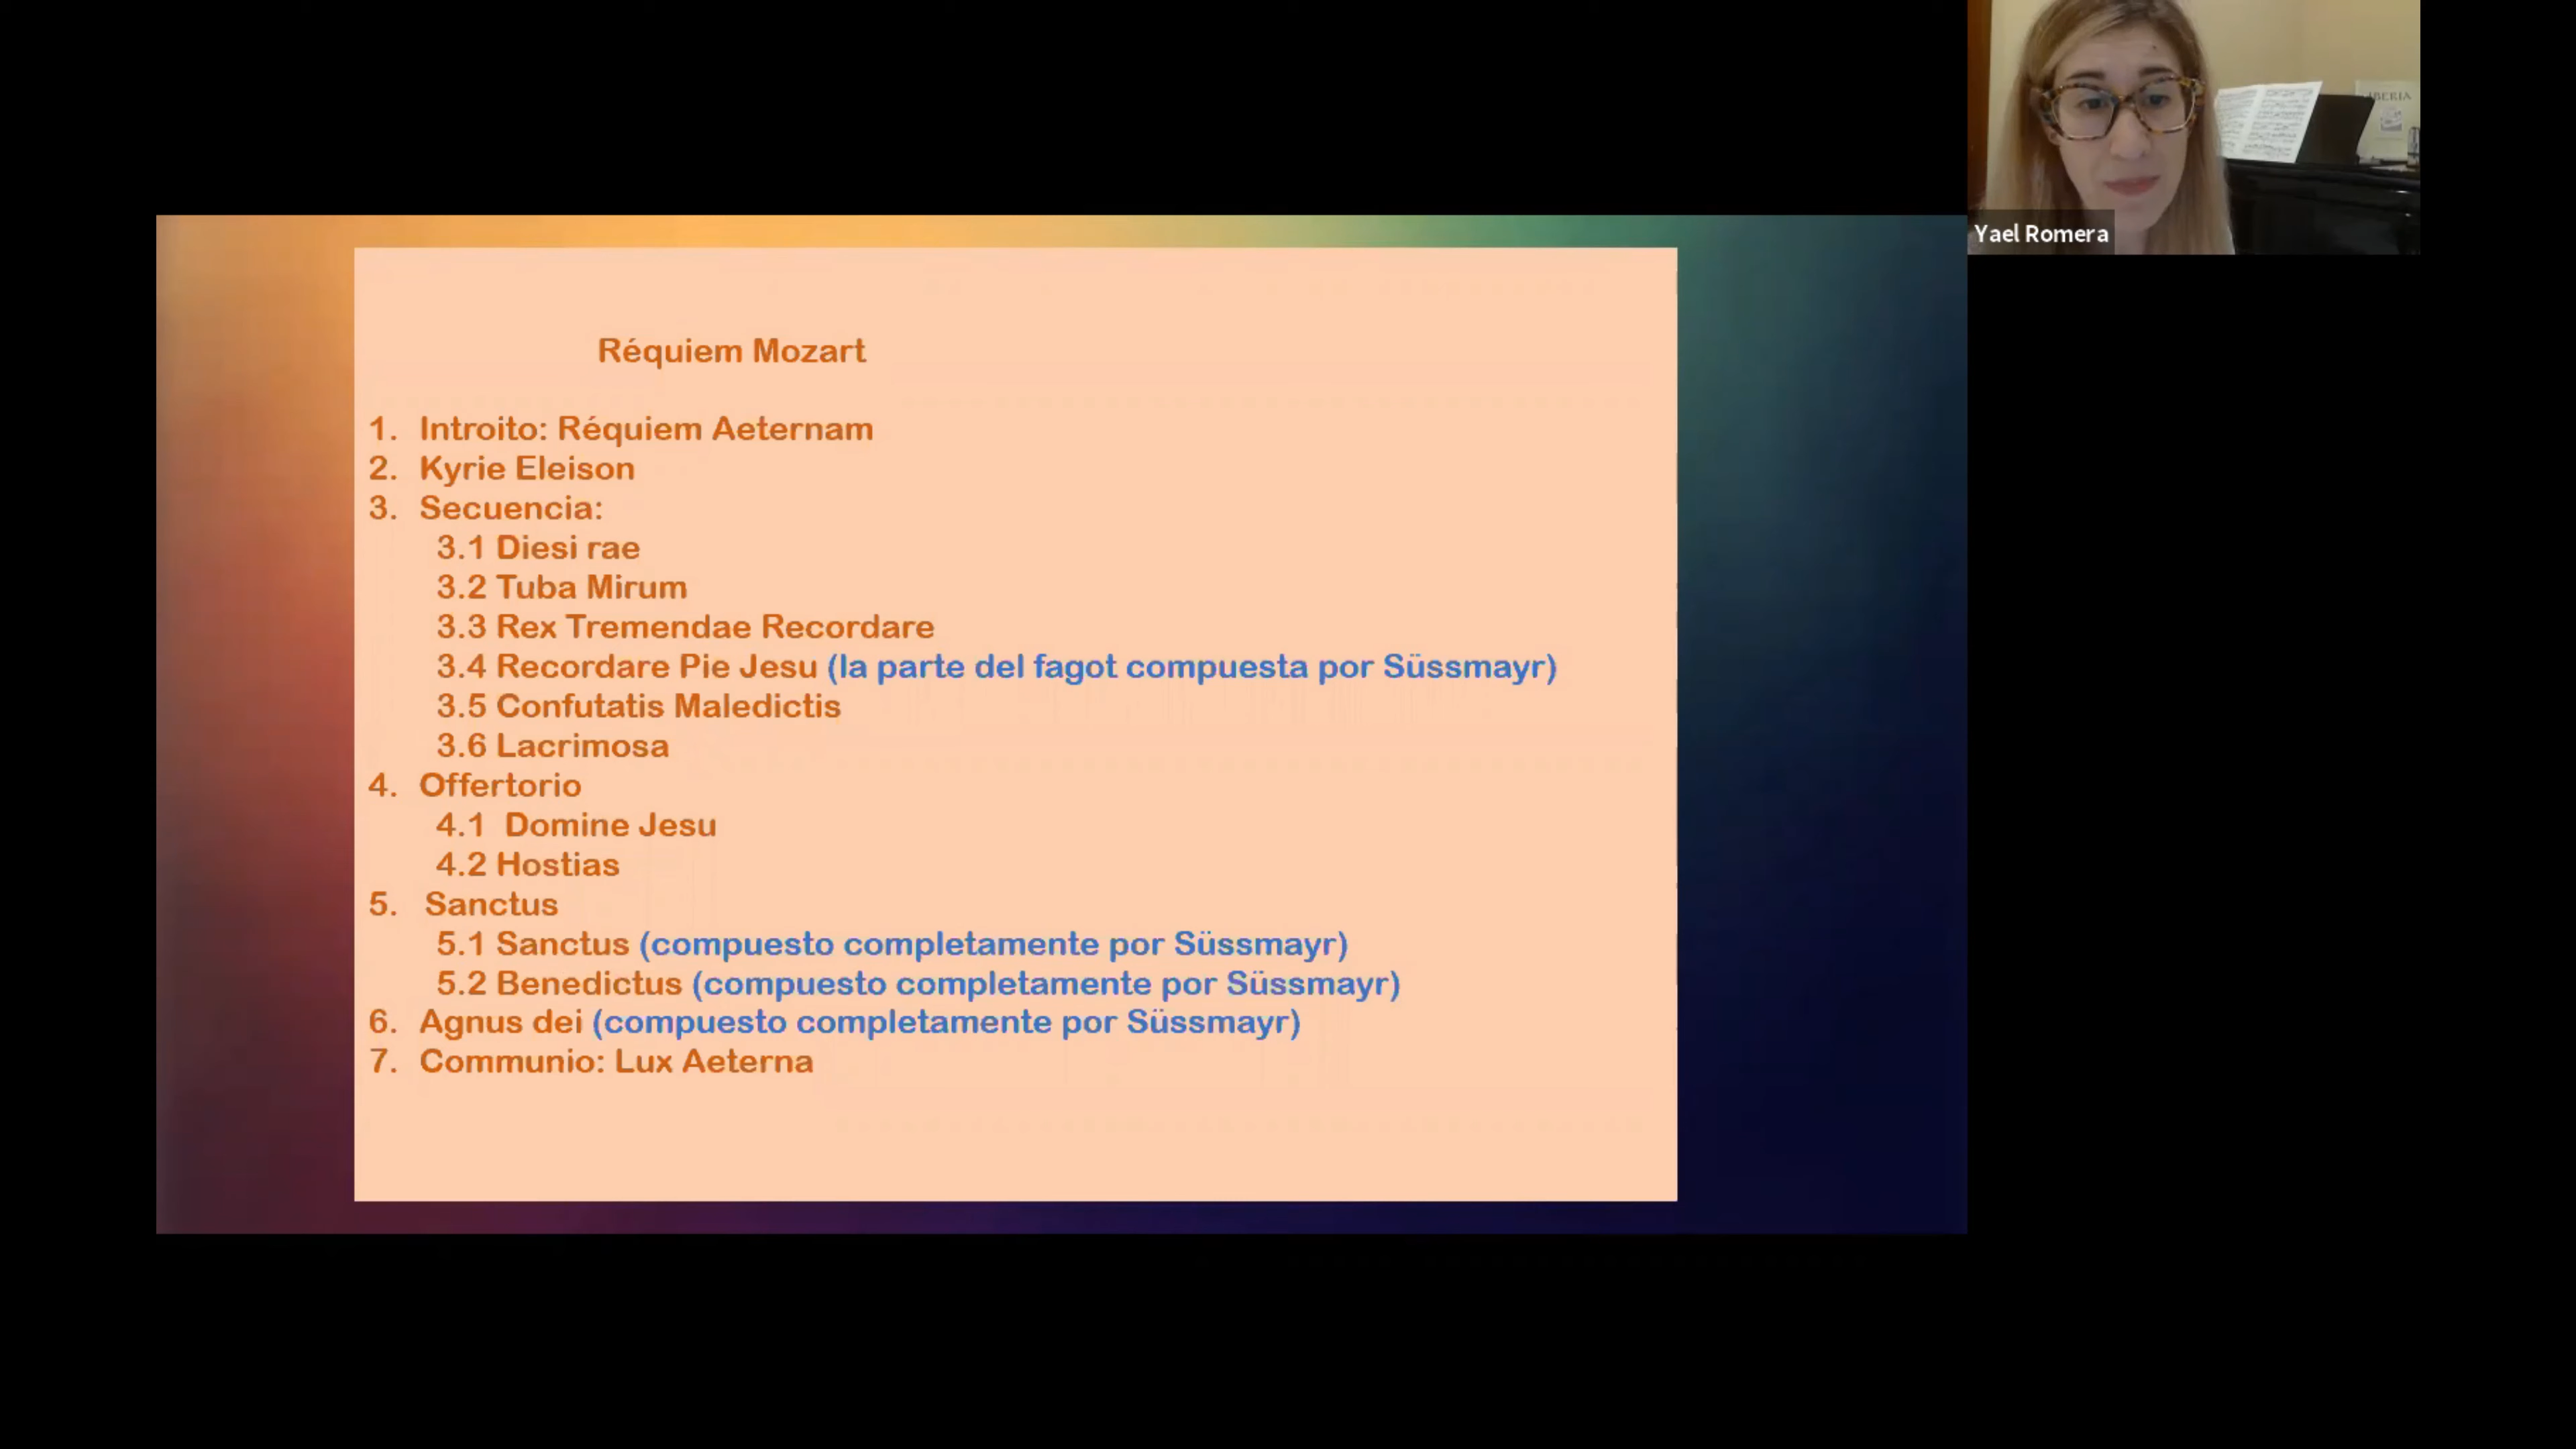 IBERIA
Yael Romera
Réquiem Mozart
1. Introito: Réquiem Aeternam
2. Kyrie Eleison
3. Secuencia:
3.1 Diesi rae
3.2 Tuba Mirum
3.3 Rex Tremendae Recordare
3.4 Recordare Pie Jesu (la parte del fagot compuesta por Süssmayr)
3.5 Confutatis Maledictis
3.6 Lacrimosa
4. Offertorio
4.1 Domine Jesu
4.2 Hostias
5. Sanctus
5.1 Sanctus (compuesto completamente por Süssmayr)
5.2 Benedictus (compuesto completamente por Süssmayr)
6. Agnus dei (compuesto completamente por Süssmayr)
7. Communio: Lux Aeterna